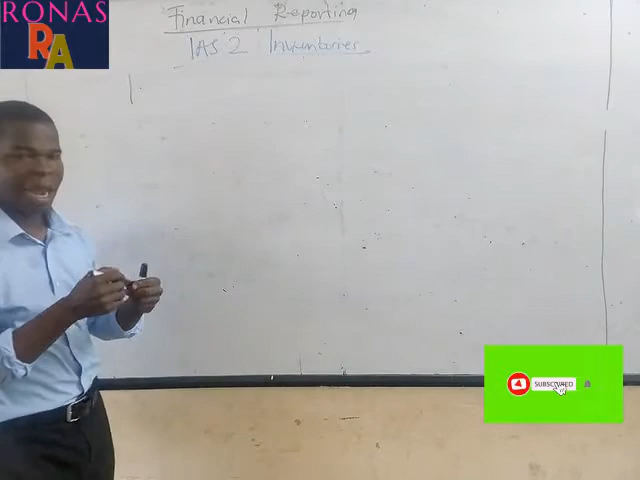 RONAS
RA
Financial Reporting
IAS 2 Inventories
SUBSCRIBED